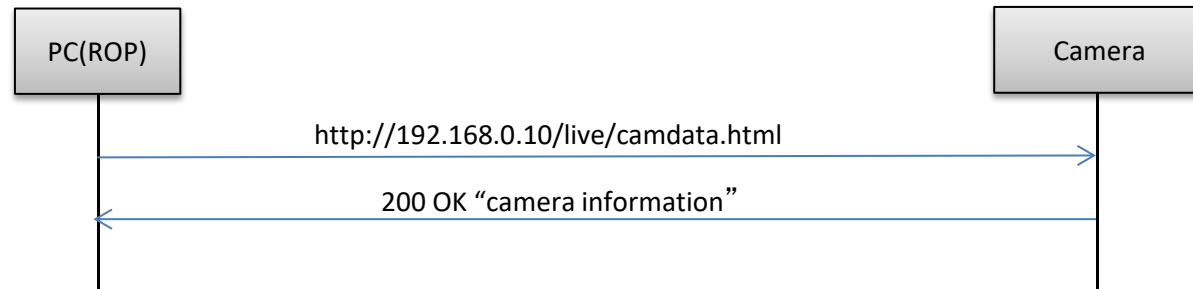 PC(ROP)
Camera
http://192.168.0.10/live/camdata.html
200 OK “camera information”